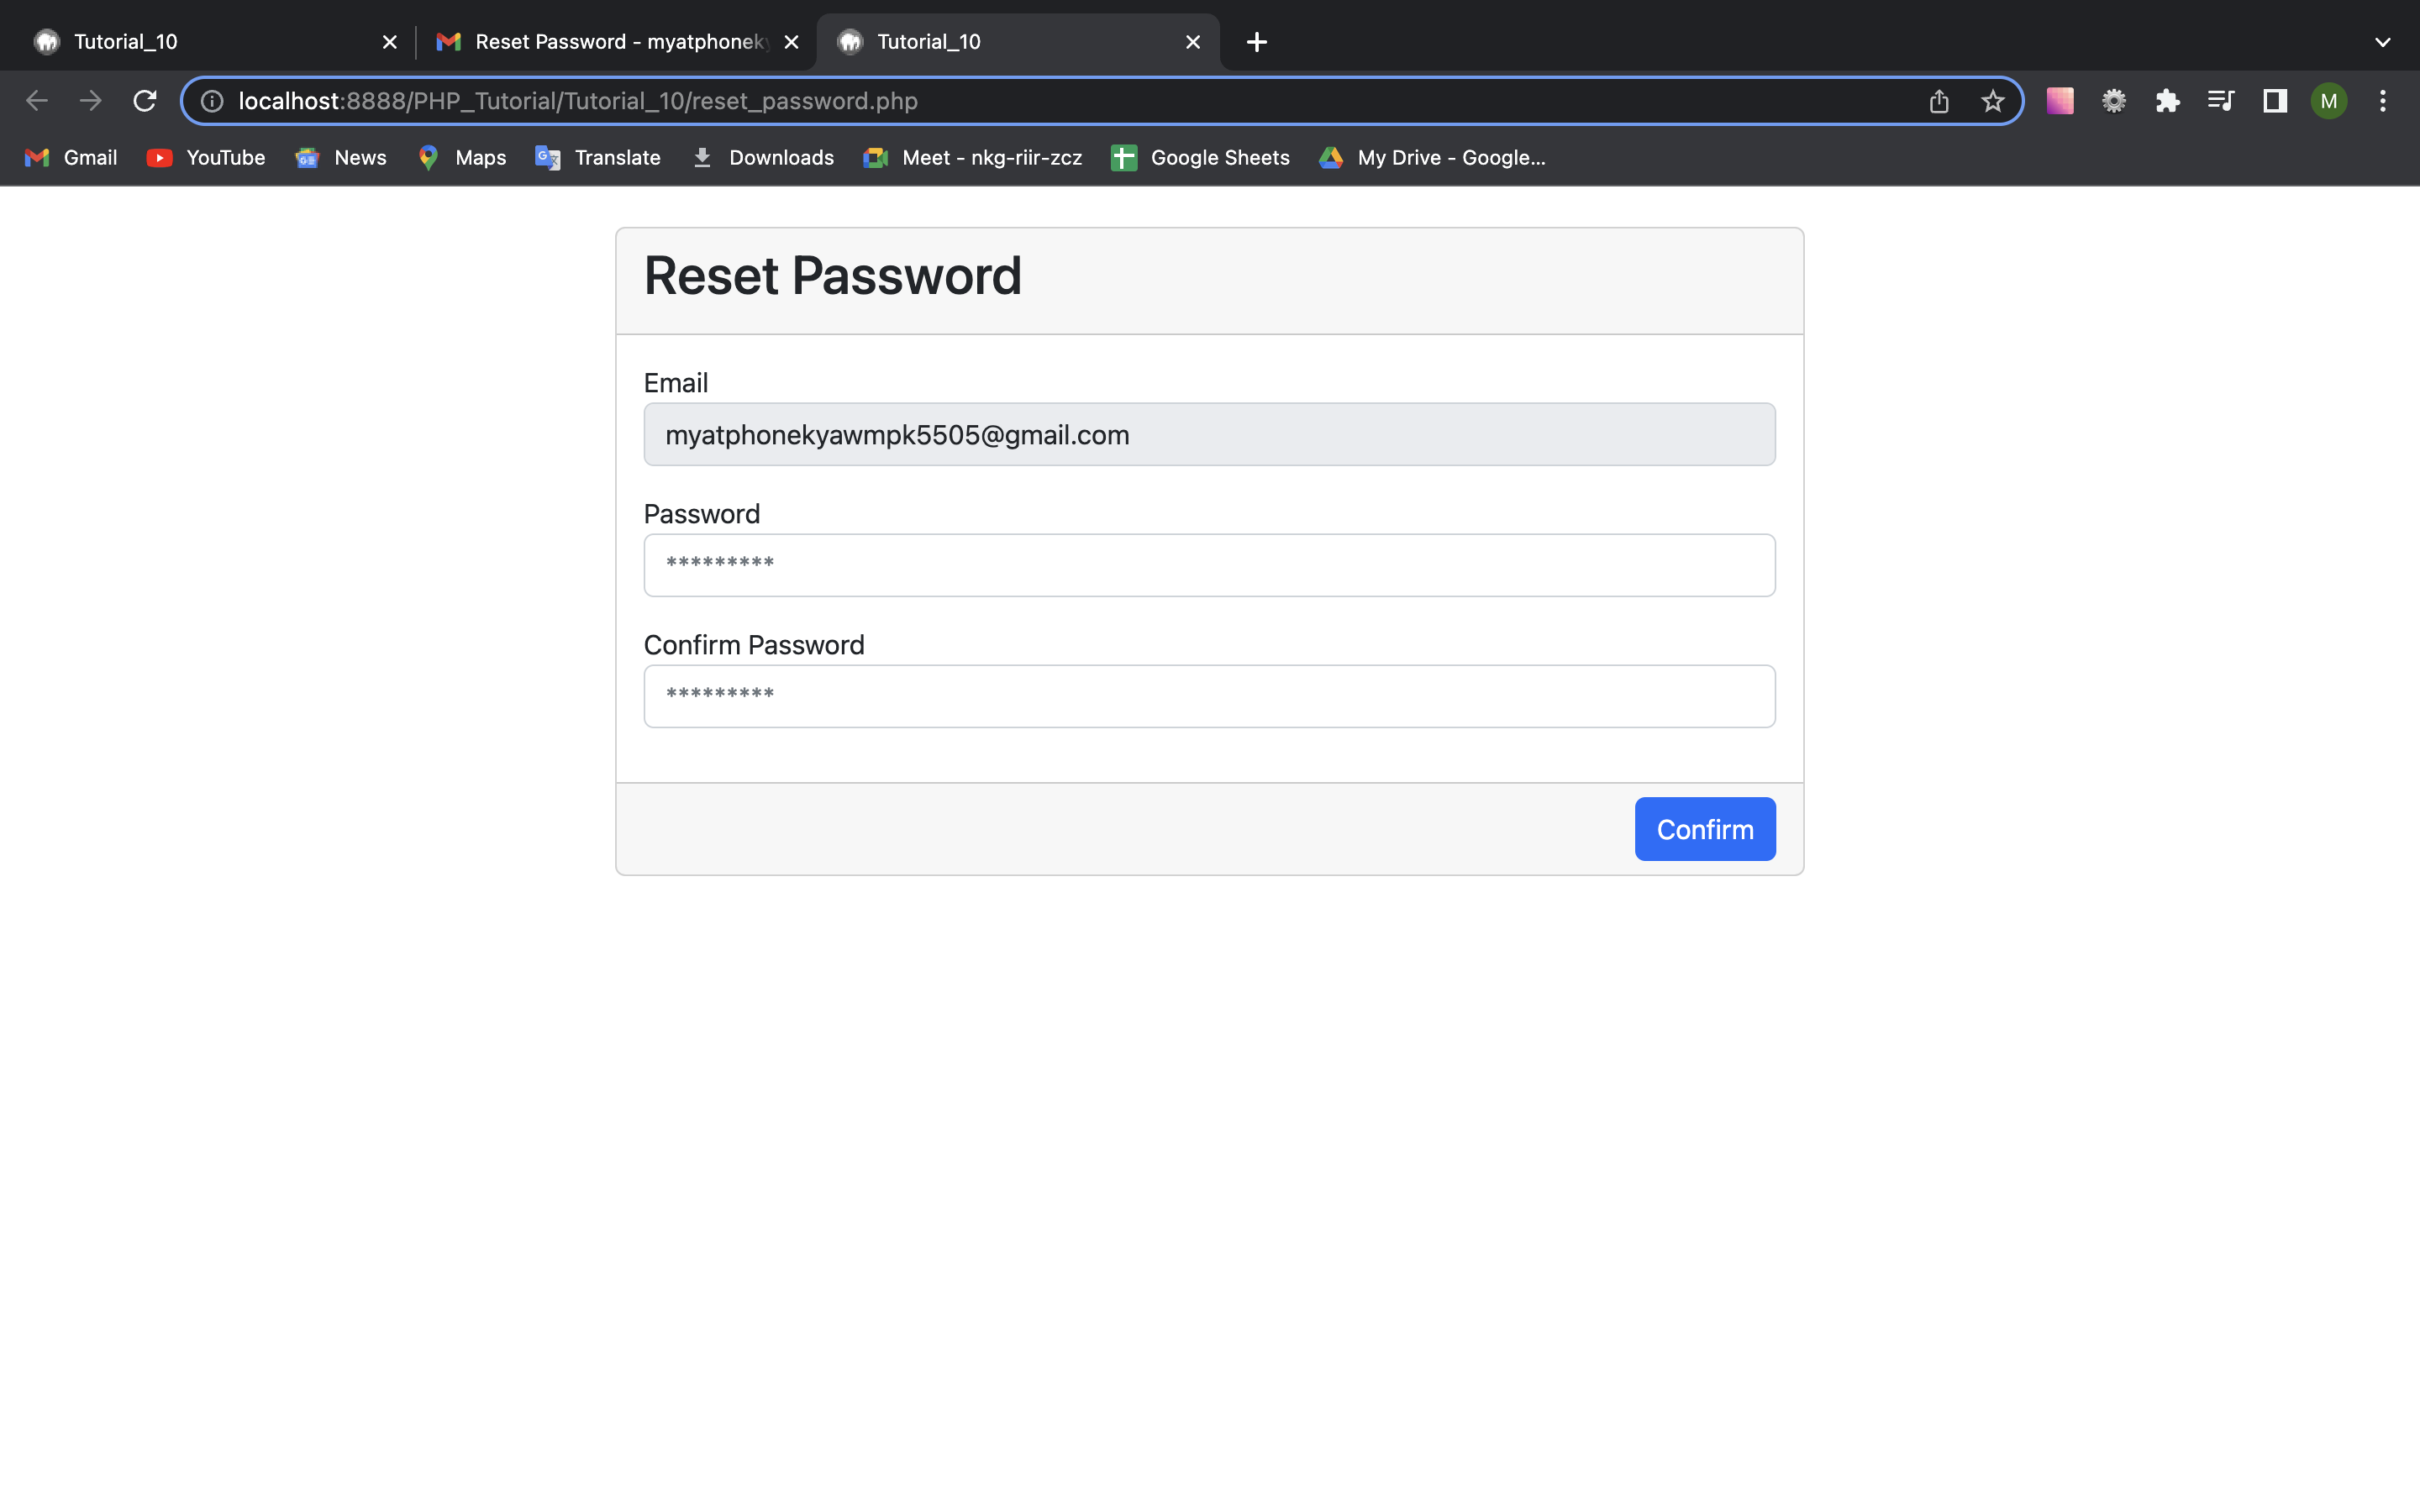 Tutorial_10
Reset Password - myatphoneky
Tutorial_10
localhost:8888/PHP_Tutorial/Tutorial_10/reset_password.php
M
Gmail YouTube News Maps Translate Downloads Meet - nkg-riir-zcz Google Sheets My Drive - Google...
Reset Password
Email
myatphonekyawmpk5505@gmail.com
Password
*********
Confirm Password
*********
Confirm